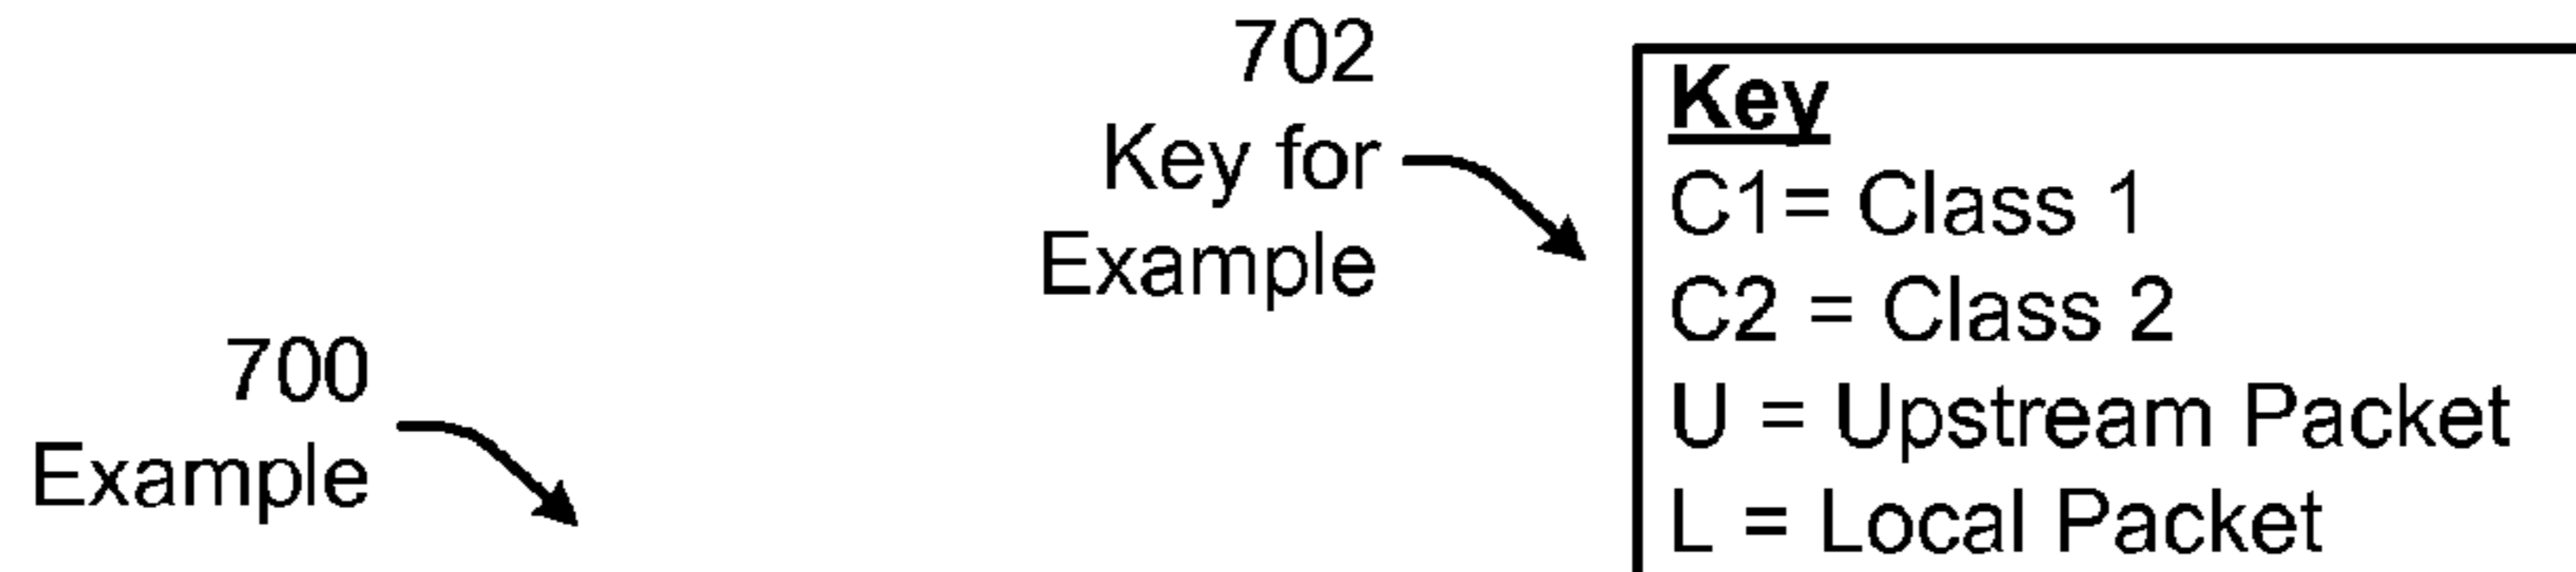 702
Key for
Example
Key
C1= Class 1
C2 = Class 2
U = Upstream Packet
L = Local Packet
700
Example